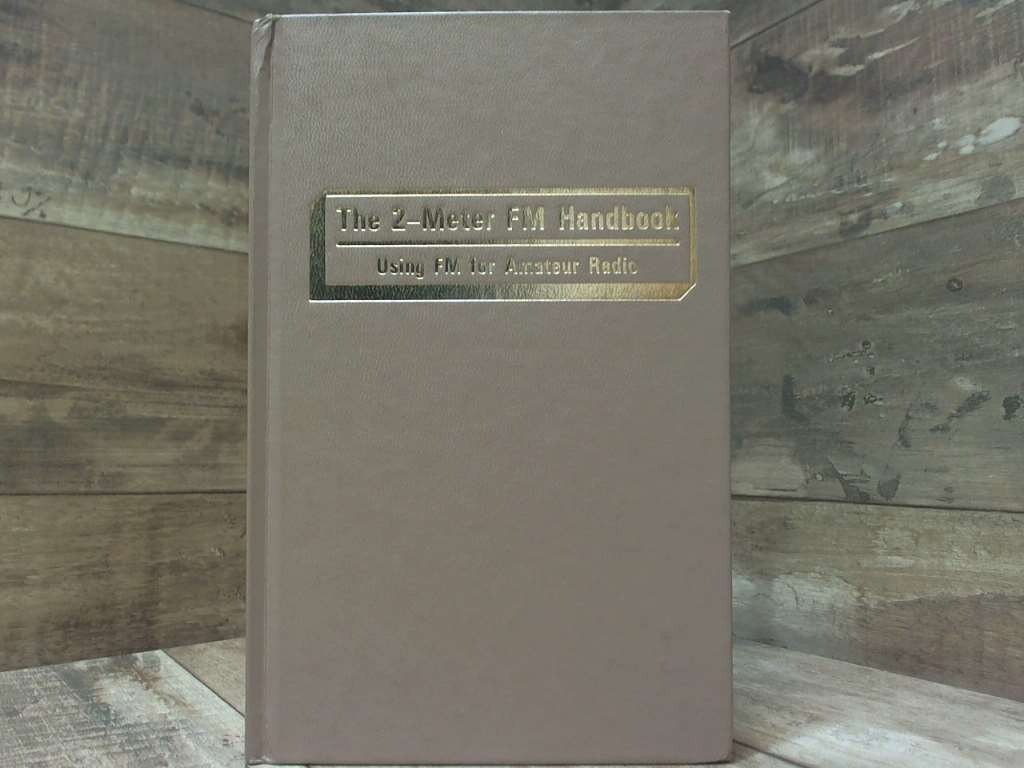 The 2-Meter FM Handbook
Using FM for Amateur Radio